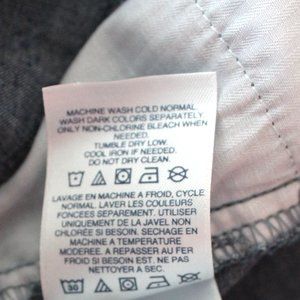 MACHINE WASH COLD NORMAL.
WASH DARK COLORS SEPARATELY.
ONLY NON-CHLORINE BLEACH WHEN
NEEDED.
TUMBLE DRY LOW.
COOL IRON IF NEEDED.
DO NOT DRY CLEAN.
LAVAGE EN MACHINE A FROID, CYCLE
NORMAL. LAVER LES COULEURS
FONCEES SEPAREMENT. UTILISER
UNIQUEMENT DE LA JAVEL NON
CHLORÉE SI BESOIN. SECHAGE EN
MACHINE A TEMPERATURE
MODEREE. A REPASSER AU FER
FROID SI BESOIN EST. NE PAS
NETTOYER A SEC.
30